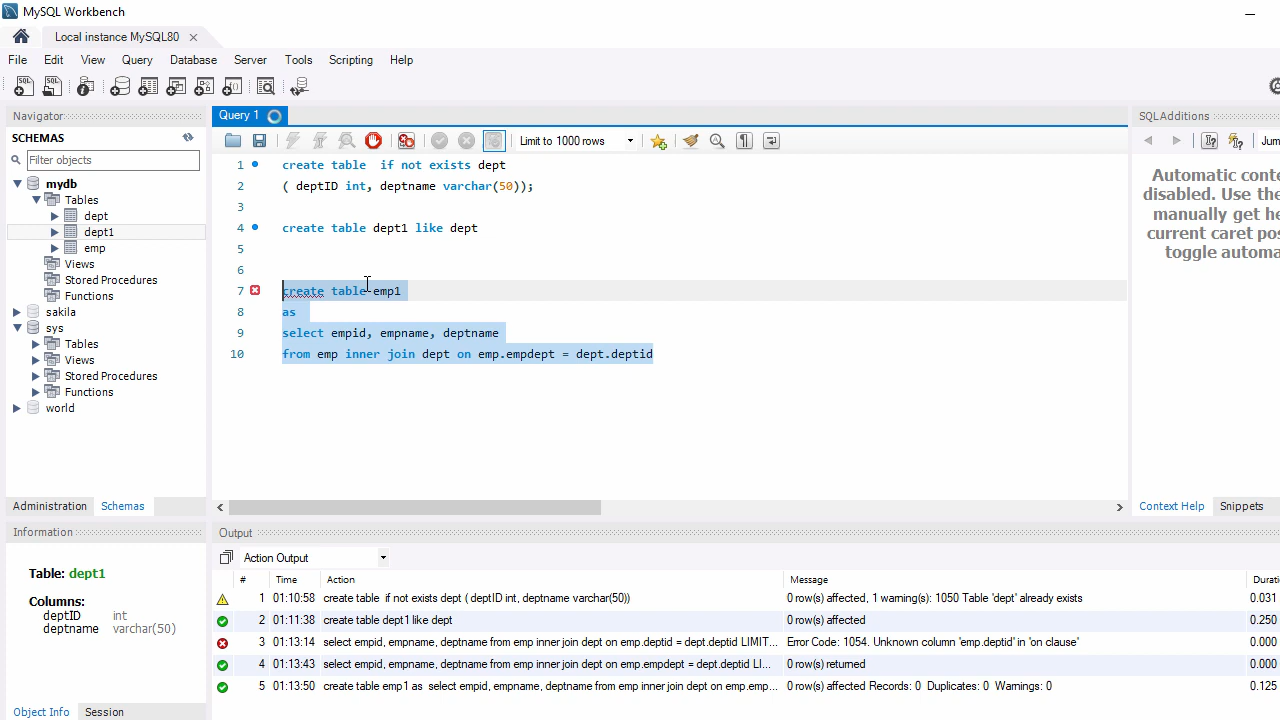 MySQL Workbench
Local instance MySQL80
File Edit View Query Database Server Tools Scripting Help
Navigator
SCHEMAS
Filter objects
mydb
Tables
dept
dept1
emp
Views
Stored Procedures
Functions
sakila
sys
Tables
Views
Stored Procedures
Functions
world
Administration Schemas
Information
Table: dept1
Columns:
deptID int
deptname varchar(50)
Object Info Session
Query 1
Limit to 1000 rows
1 create table  if not exists dept
2 ( deptID int, deptname varchar(50));
3
4 create table dept1 like dept
5
6
7 create table emp1
8 as
9 select empid, empname, deptname
10 from emp inner join dept on emp.empdept = dept.deptid
SQLAdditions
Jum
Automatic conte
disabled. Use the
manually get he
current caret pos
toggle automa
Context Help Snippets
Output
Action Output
# Time Action Message Durati
1 01:10:58 create table  if not exists dept ( deptID int, deptname varchar(50)) 0 row(s) affected, 1 warning(s): 1050 Table 'dept' already exists 0.031
2 01:11:38 create table dept1 like dept 0 row(s) affected 0.250
3 01:13:14 select empid, empname, deptname from emp inner join dept on emp.deptid = dept.deptid LIMIT... Error Code: 1054. Unknown column 'emp.deptid' in 'on clause' 0.000
4 01:13:43 select empid, empname, deptname from emp inner join dept on emp.empdept = dept.deptid LI... 0 row(s) returned 0.000
5 01:13:50 create table emp1 as  select empid, empname, deptname from emp inner join dept on emp.emp... 0 row(s) affected Records: 0  Duplicates: 0  Warnings: 0 0.125